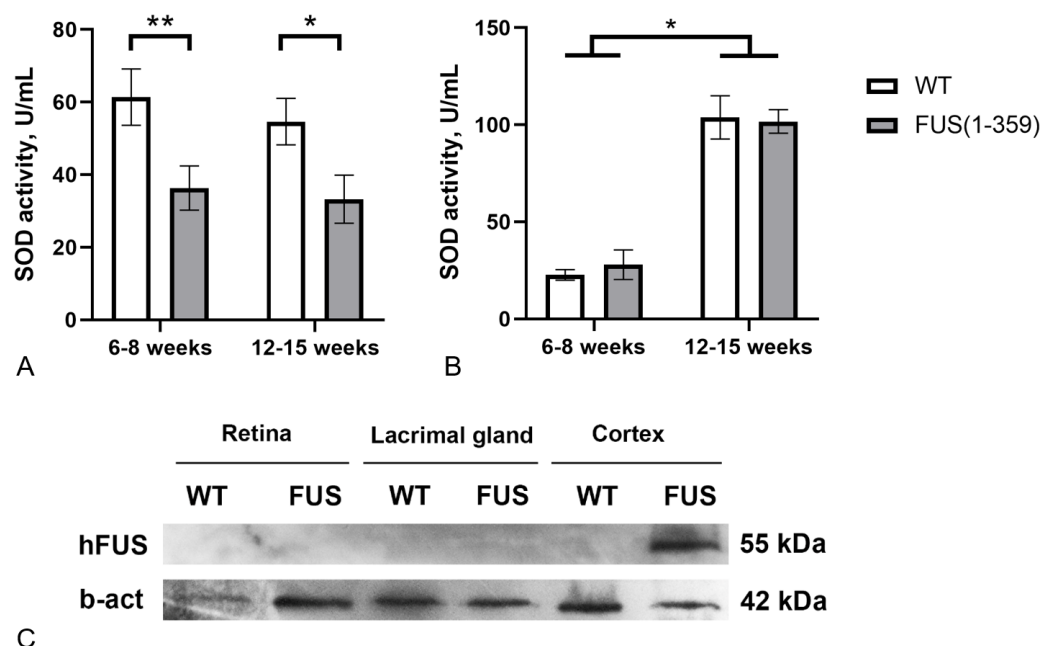 ** *
SOD activity, U/mL
80
60
40
20
0
6-8 weeks 12-15 weeks
A
*
SOD activity, U/mL
150
100
50
0
6-8 weeks 12-15 weeks
B
WT
FUS(1-359)
Retina Lacrimal gland Cortex
WT FUS WT FUS WT FUS
hFUS 55 kDa
b-act 42 kDa
C